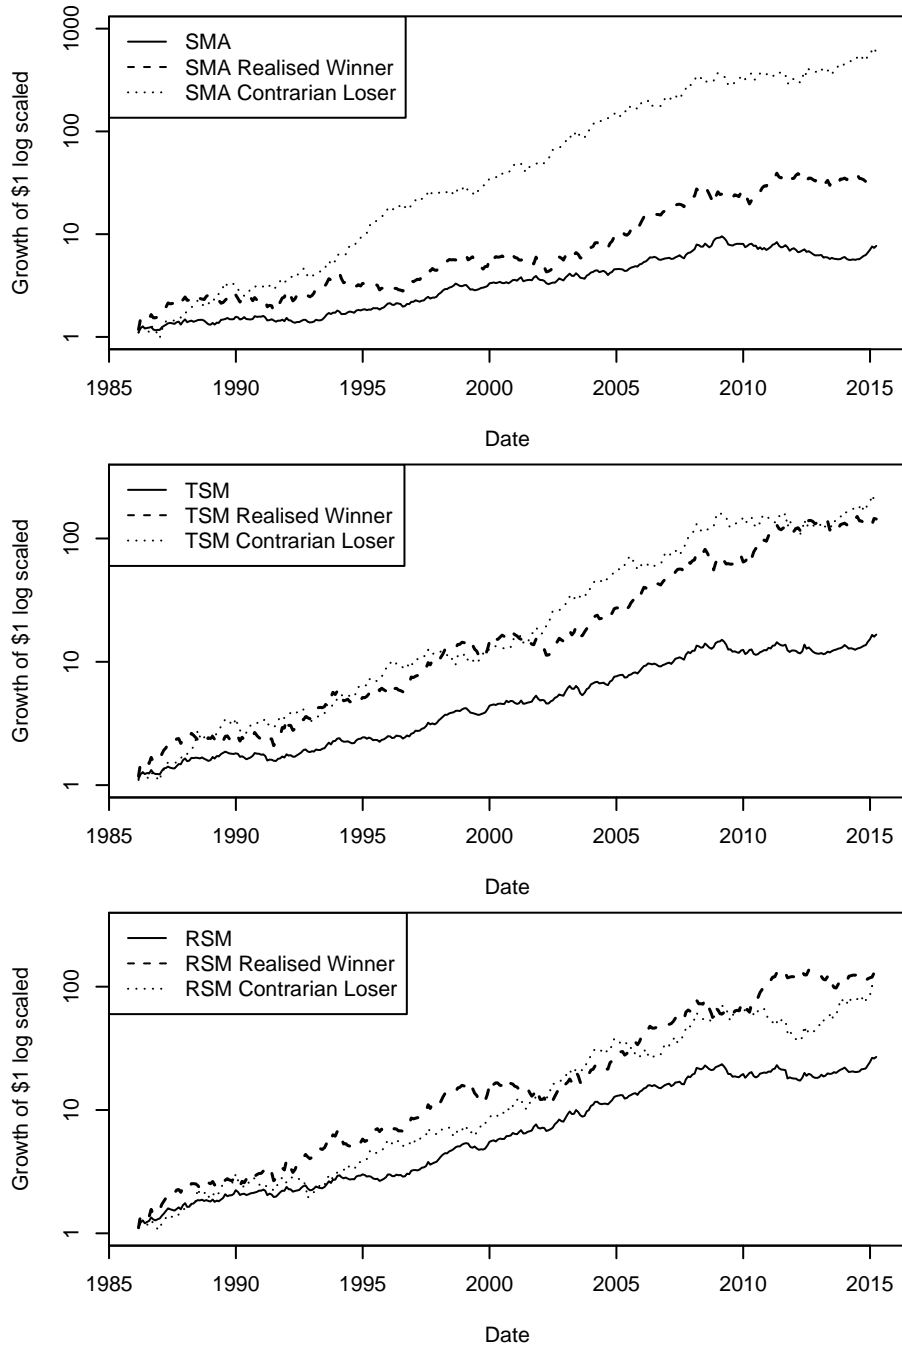 SMA
SMA Realised Winner
SMA Contrarian Loser
Growth of $1 log scaled
1000
100
10
1
1985 1990 1995 2000 2005 2010 2015
Date
TSM
TSM Realised Winner
TSM Contrarian Loser
Growth of $1 log scaled
100
10
1
1985 1990 1995 2000 2005 2010 2015
Date
RSM
RSM Realised Winner
RSM Contrarian Loser
Growth of $1 log scaled
100
10
1
1985 1990 1995 2000 2005 2010 2015
Date